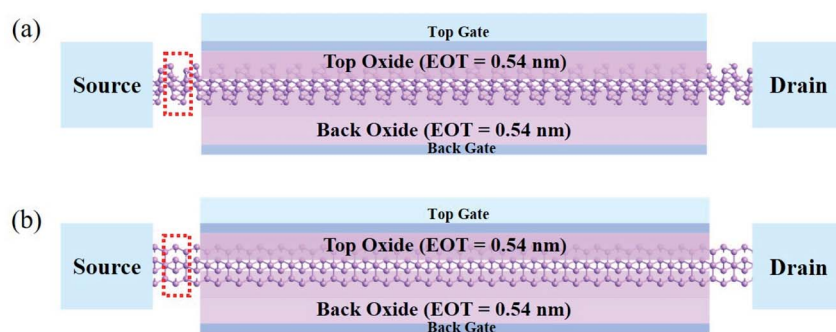 (a)
Top Gate
Top Oxide (EOT = 0.54 nm)
Source
Drain
Back Oxide (EOT = 0.54 nm)
Back Gate
(b)
Top Gate
Top Oxide (EOT = 0.54 nm)
Source
Drain
Back Oxide (EOT = 0.54 nm)
Back Gate